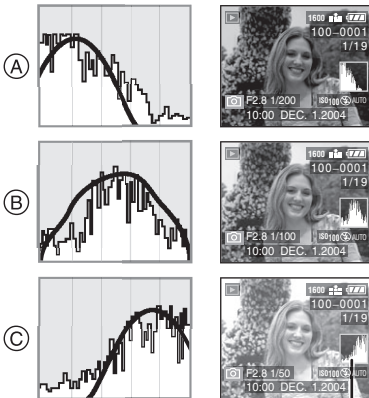 A
1600
100-0001
1/19
F2.8 1/200 ISO100 AUTO
10:00 DEC. 1.2004
B
1600
100-0001
1/19
F2.8 1/100 ISO100 AUTO
10:00 DEC. 1.2004
C
1600
100-0001
1/19
F2.8 1/50 ISO100 AUTO
10:00 DEC. 1.2004